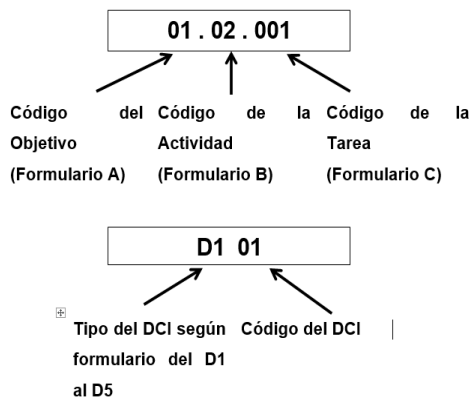 01 . 02 . 001
Código del Objetivo (Formulario A)
Código de la Actividad (Formulario B)
Código de la Tarea (Formulario C)
D1 01
Tipo del DCI según formulario del D1 al D5
Código del DCI